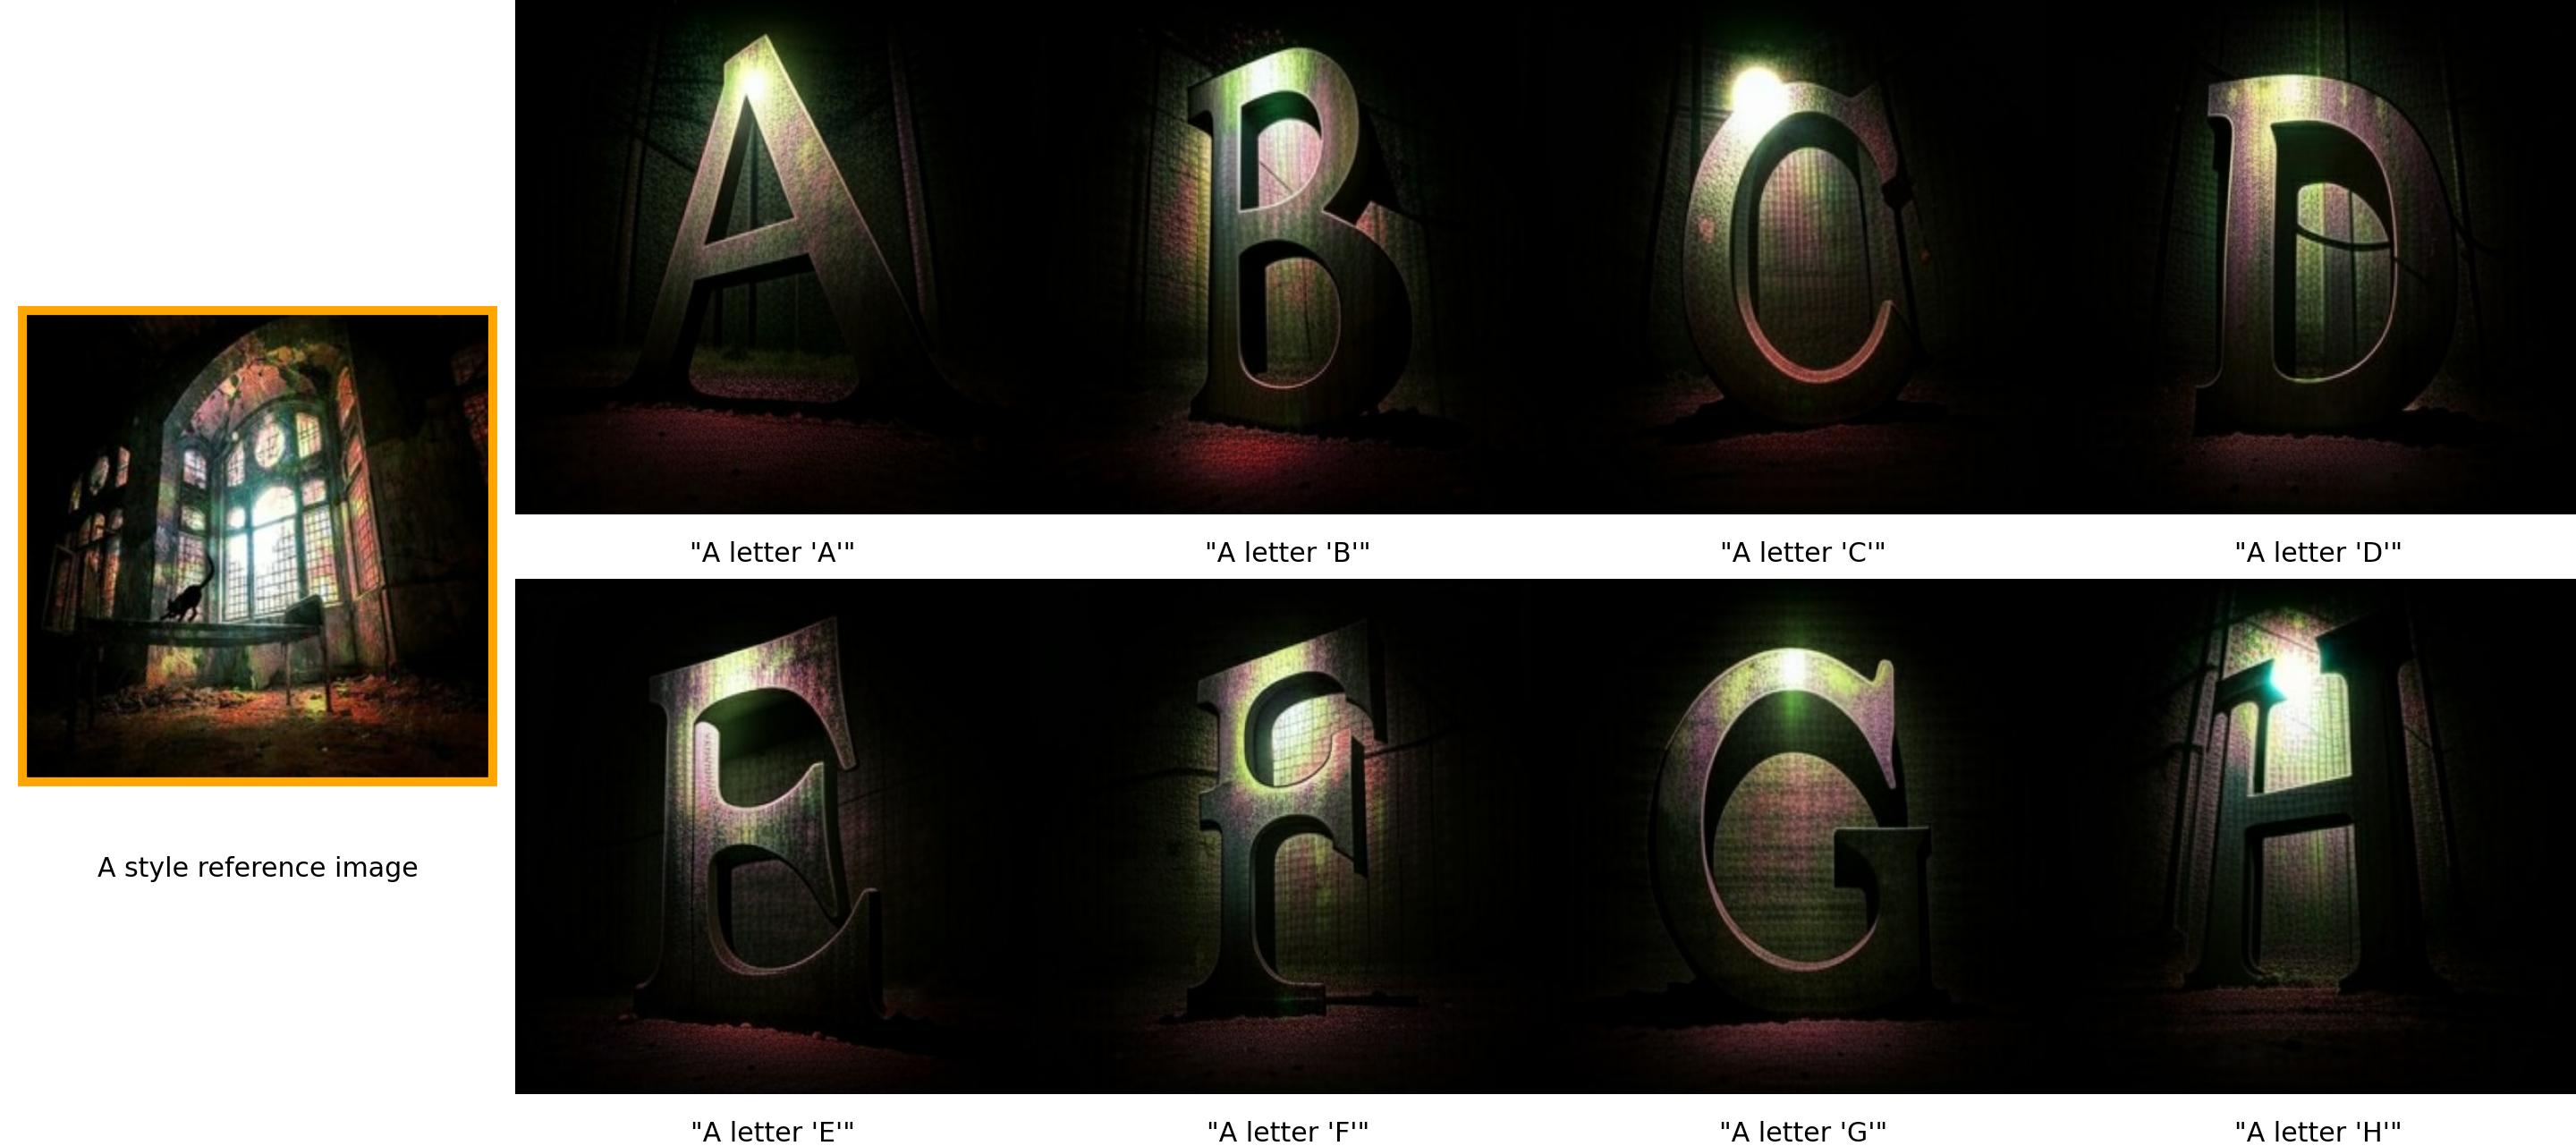 A B C D
"A letter 'A'" "A letter 'B'" "A letter 'C'" "A letter 'D'"
E F G H
A style reference image
"A letter 'E'" "A letter 'F'" "A letter 'G'" "A letter 'H'"